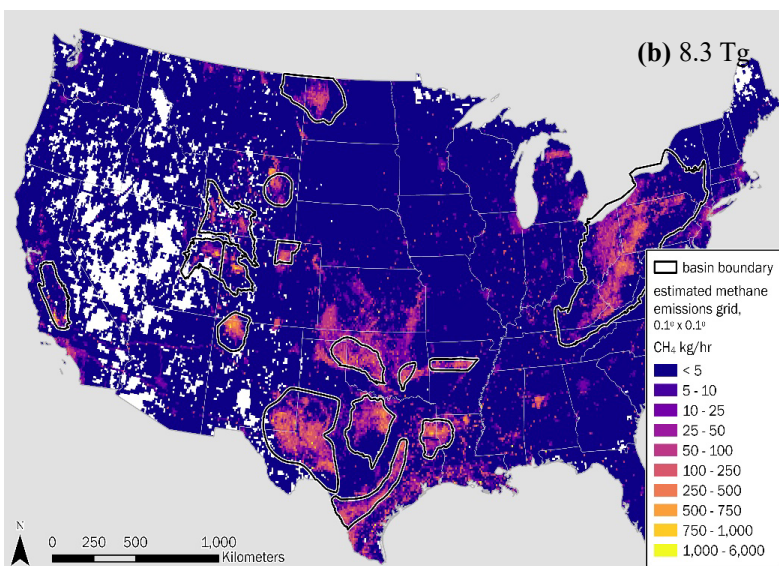 (b) 8.3 Tg
basin boundary
estimated methane
emissions grid,
0.1⁰ x 0.1⁰
CH₄ kg/hr
< 5
5 - 10
10 - 25
25 - 50
50 - 100
100 - 250
250 - 500
500 - 750
750 - 1,000
1,000 - 6,000
N
0 250 500 1,000
Kilometers